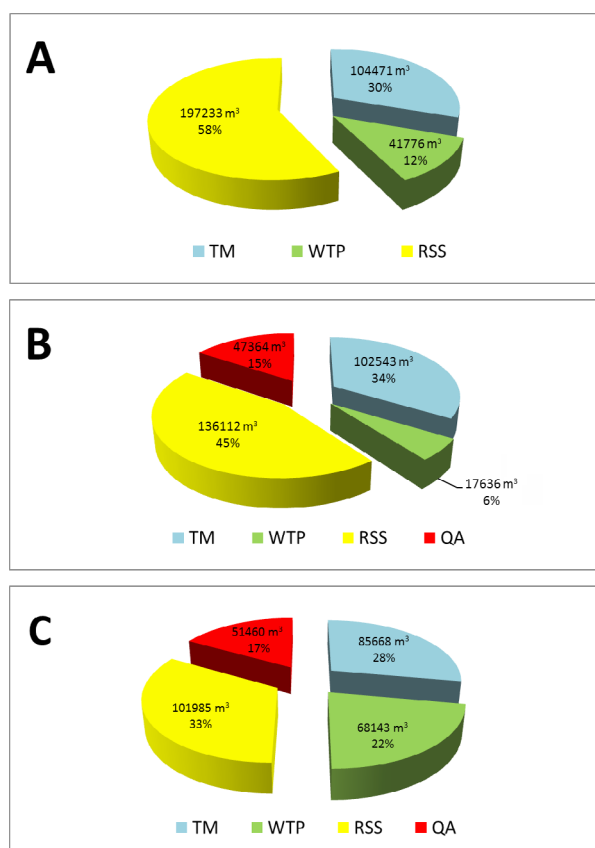 A
104471 m³
30%
197233 m³
58%
41776 m³
12%
TM WTP RSS
B
47364 m³
15%
102543 m³
34%
136112 m³
45%
17636 m³
6%
TM WTP RSS QA
C
51460 m³
17%
85668 m³
28%
101985 m³
33%
68143 m³
22%
TM WTP RSS QA